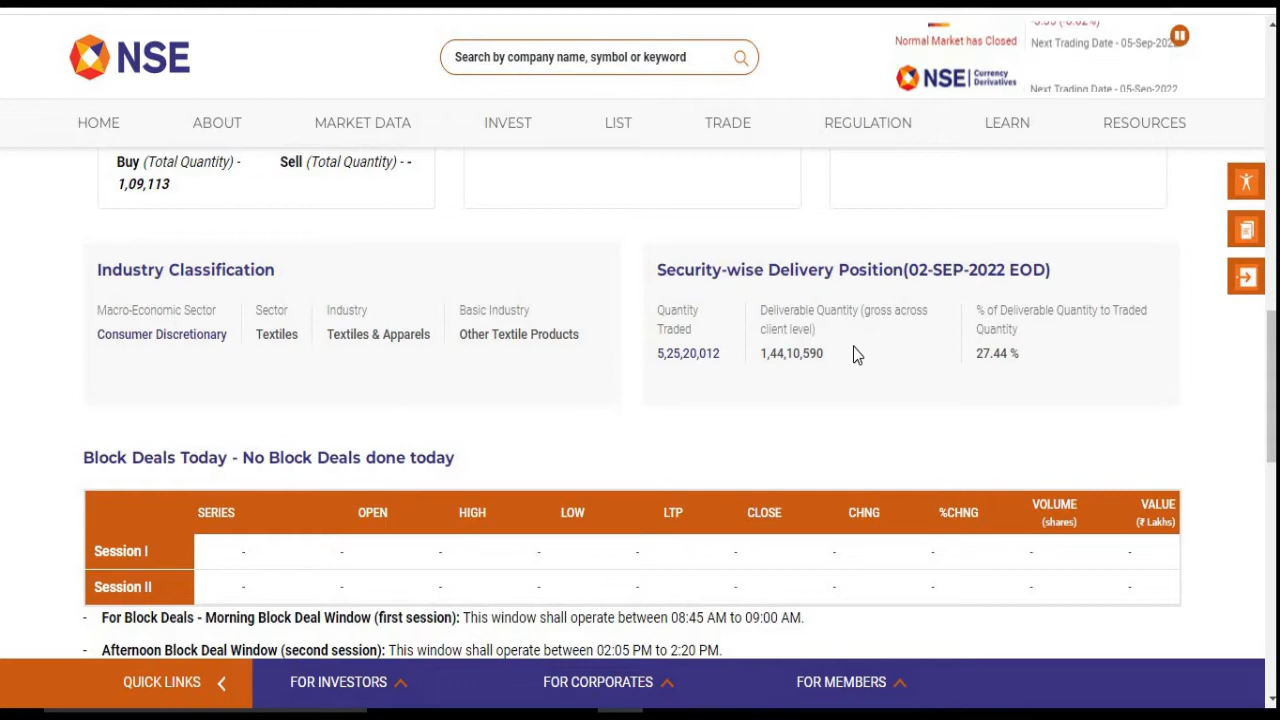 NSE
Search by company name, symbol or keyword
Normal Market has Closed
Next Trading Date - 05-Sep-2022
NSE Currency Derivatives
Next Trading Date - 05-Sep-2022
HOME ABOUT MARKET DATA INVEST LIST TRADE REGULATION LEARN RESOURCES
Buy (Total Quantity) - Sell (Total Quantity) - -
1,09,113
Industry Classification
Macro-Economic Sector Sector Industry Basic Industry
Consumer Discretionary Textiles Textiles & Apparels Other Textile Products
Security-wise Delivery Position(02-SEP-2022 EOD)
Quantity Traded
Deliverable Quantity (gross across client level)
% of Deliverable Quantity to Traded Quantity
5,25,20,012 1,44,10,590 27.44 %
Block Deals Today - No Block Deals done today
SERIES OPEN HIGH LOW LTP CLOSE CHNG %CHNG VOLUME (shares) VALUE (₹ Lakhs)
Session I - - - - - - - - - -
Session II - - - - - - - - - -
- For Block Deals - Morning Block Deal Window (first session): This window shall operate between 08:45 AM to 09:00 AM.
- Afternoon Block Deal Window (second session): This window shall operate between 02:05 PM to 2:20 PM.
QUICK LINKS FOR INVESTORS FOR CORPORATES FOR MEMBERS